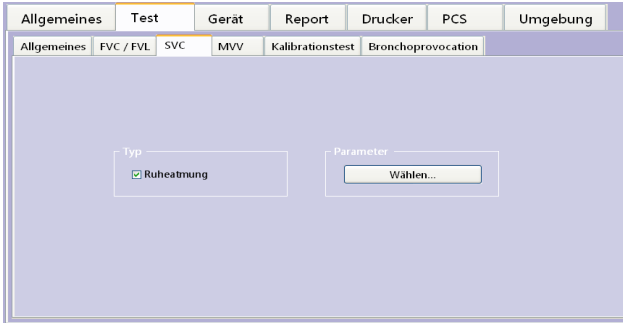 Allgemeines Test Gerät Report Drucker PCS Umgebung
Allgemeines FVC / FVL SVC MVV Kalibrationstest Bronchoprovocation
Typ Parameter
Ruheatmung Wählen...